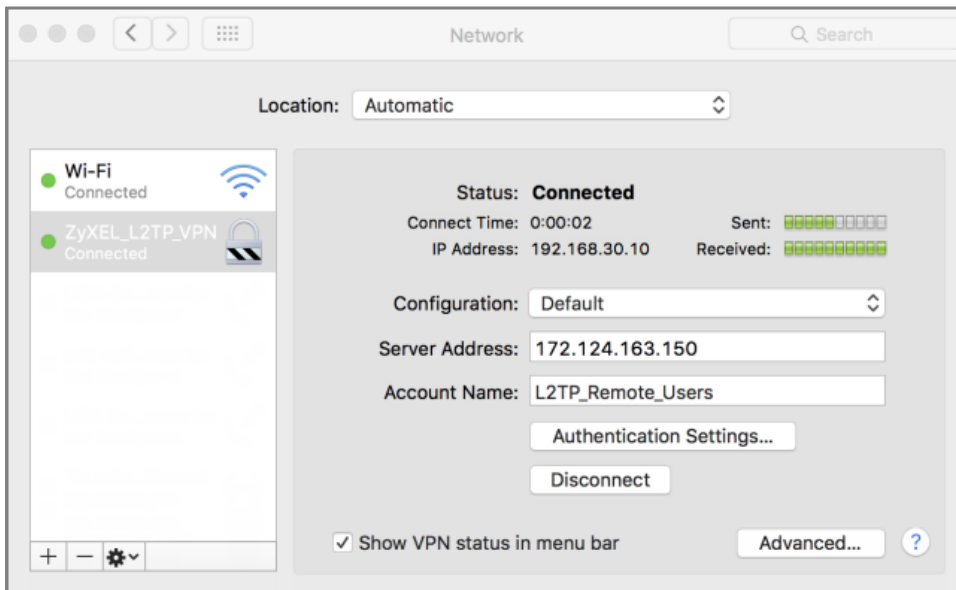 Network
Search
Location: Automatic
Wi-Fi
Connected
ZyXEL_L2TP_VPN
Connected
Status: Connected
Connect Time: 0:00:02 Sent:
IP Address: 192.168.30.10 Received:
Configuration: Default
Server Address: 172.124.163.150
Account Name: L2TP_Remote_Users
Authentication Settings...
Disconnect
Show VPN status in menu bar
Advanced...
?